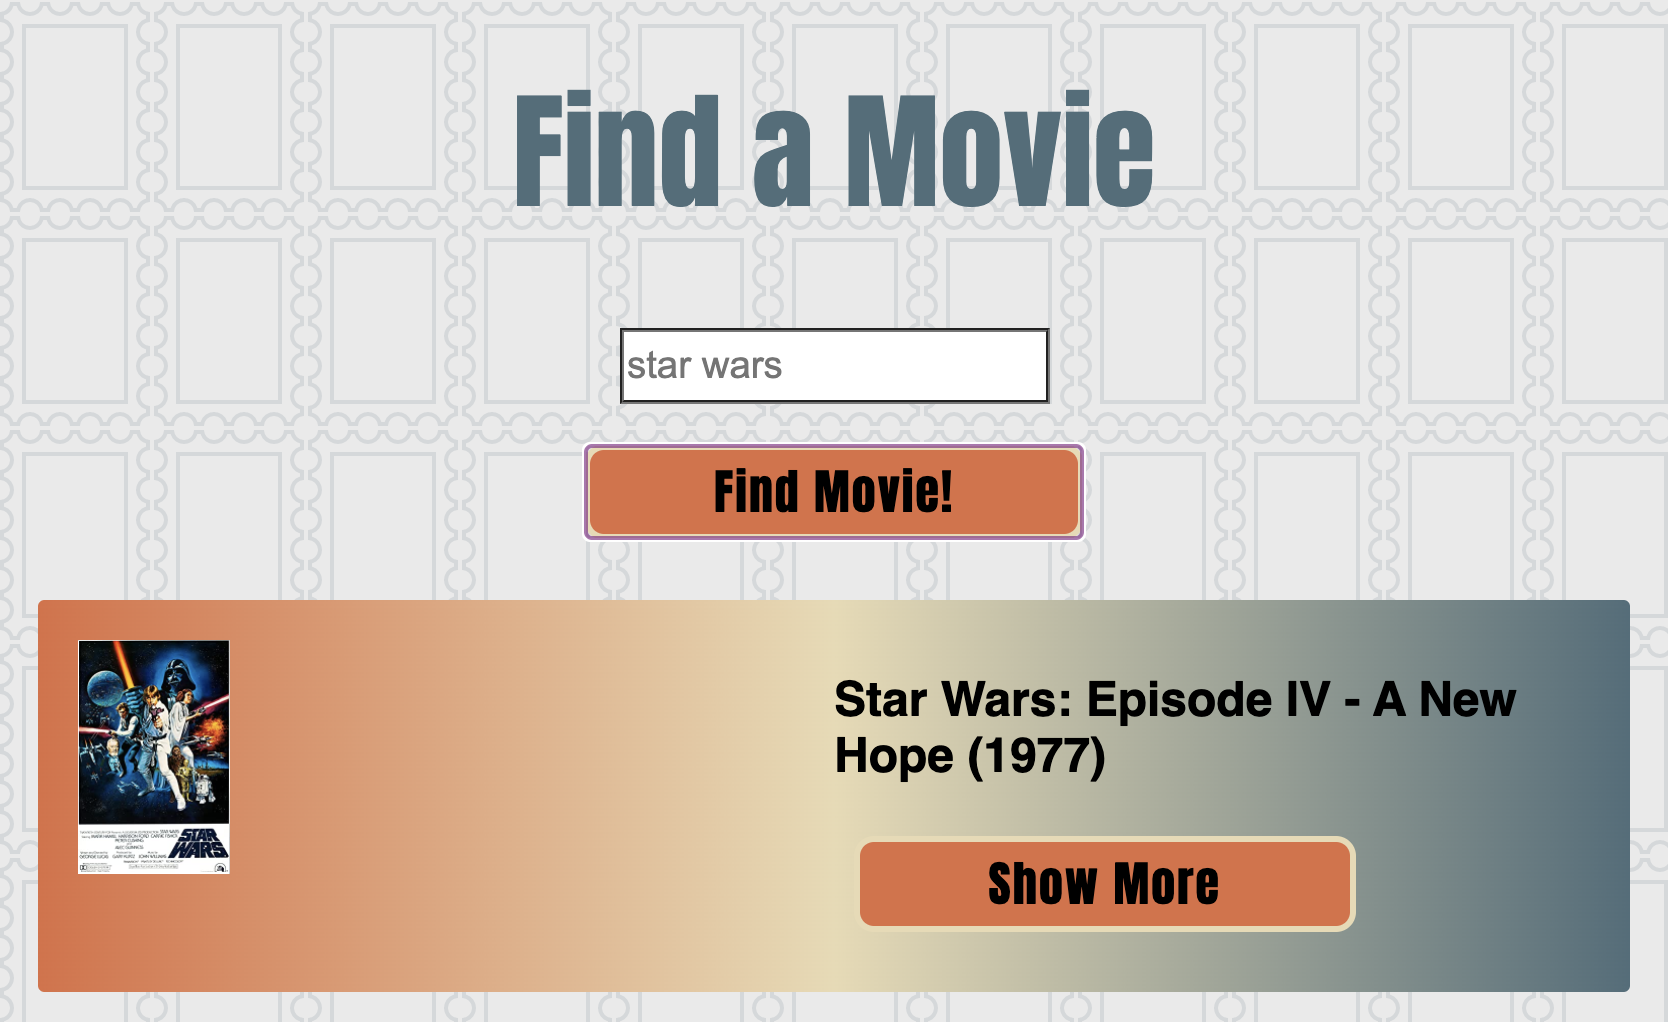 Find a Movie
star wars
Find Movie!
Star Wars: Episode IV - A New
Hope (1977)
Show More
STAR
WARS